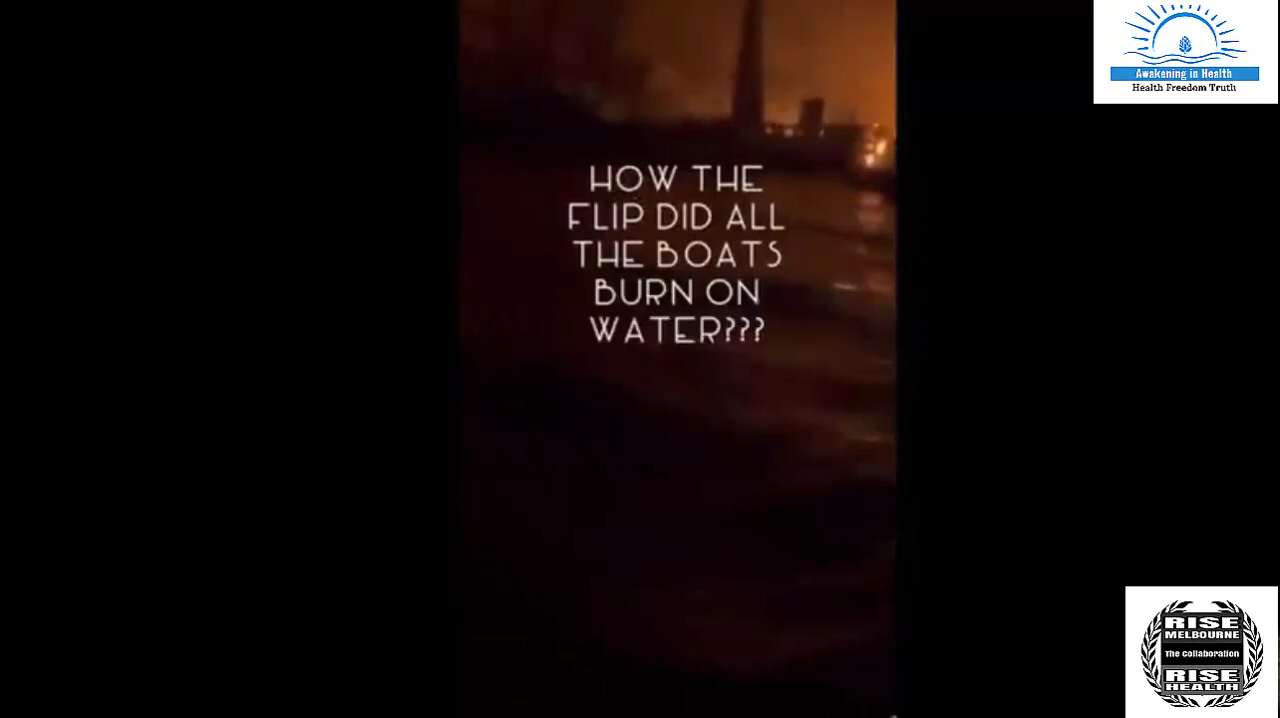 Awakening in Health
Health Freedom Truth
HOW THE
FLIP DID ALL
THE BOATS
BURN ON
WATER???
RISE
MELBOURNE
The Collaboration
RISE
HEALTH